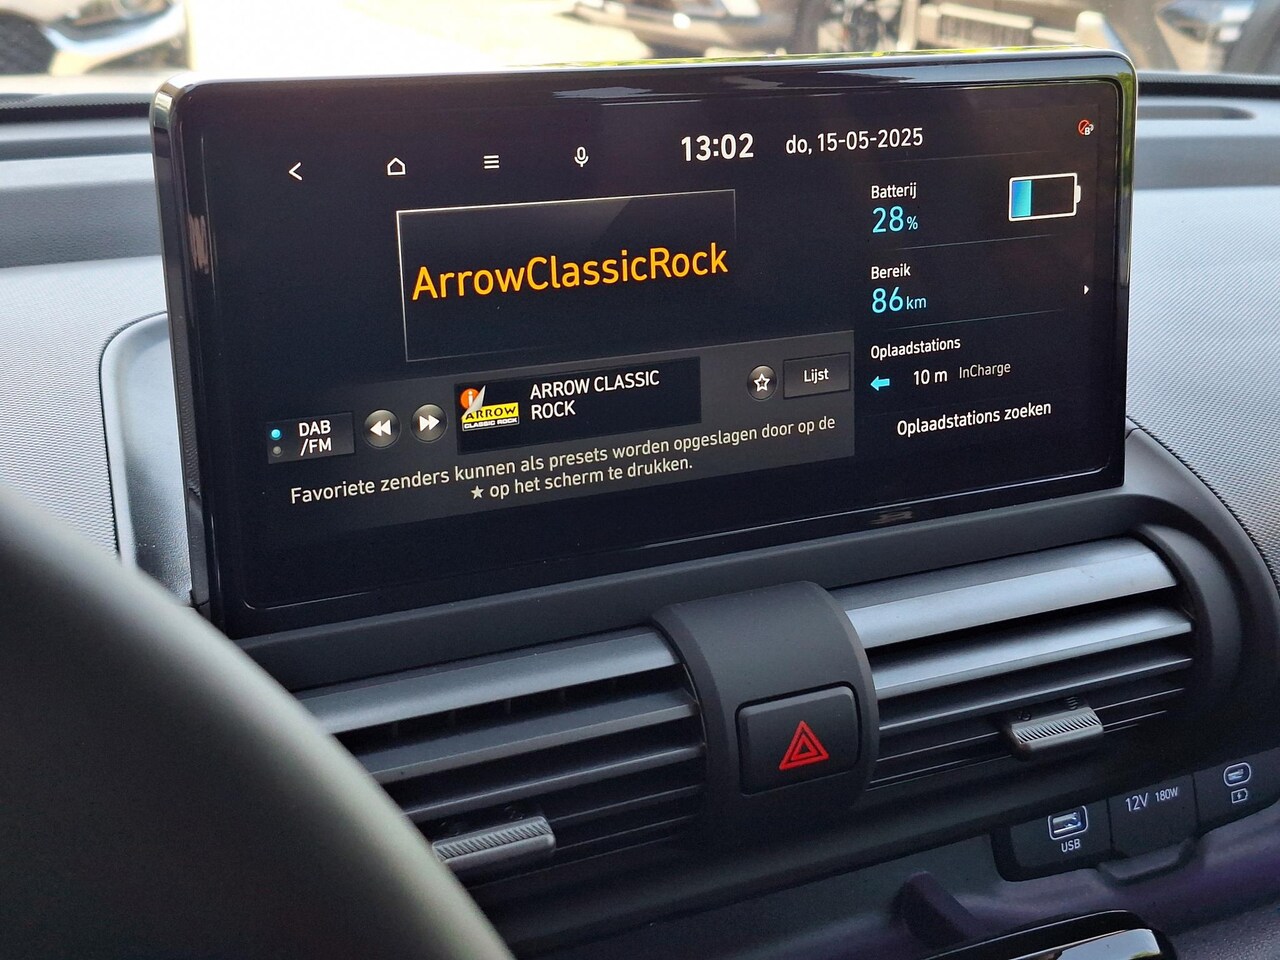 13:02 do, 15-05-2025
ArrowClassicRock
Batterij
28%
Bereik
86km
Oplaadstations
10 m InCharge
Oplaadstations zoeken
DAB
/FM
ARROW
CLASSIC ROCK
ARROW CLASSIC
ROCK
Lijst
Favoriete zenders kunnen als presets worden opgeslagen door op de
★ op het scherm te drukken.
USB
12V 180W